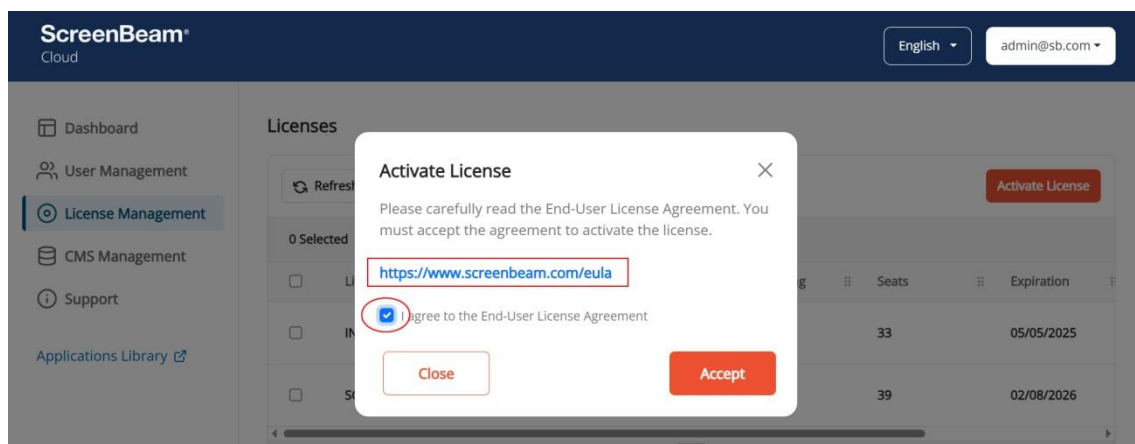 ScreenBeam®
Cloud
English
admin@sb.com
Dashboard
User Management
License Management
CMS Management
Support
Applications Library
Licenses
Refresh
Activate License
0 Selected
Seats
Expiration
33
05/05/2025
39
02/08/2026
Activate License
Please carefully read the End-User License Agreement. You
must accept the agreement to activate the license.
https://www.screenbeam.com/eula
I agree to the End-User License Agreement
Close
Accept